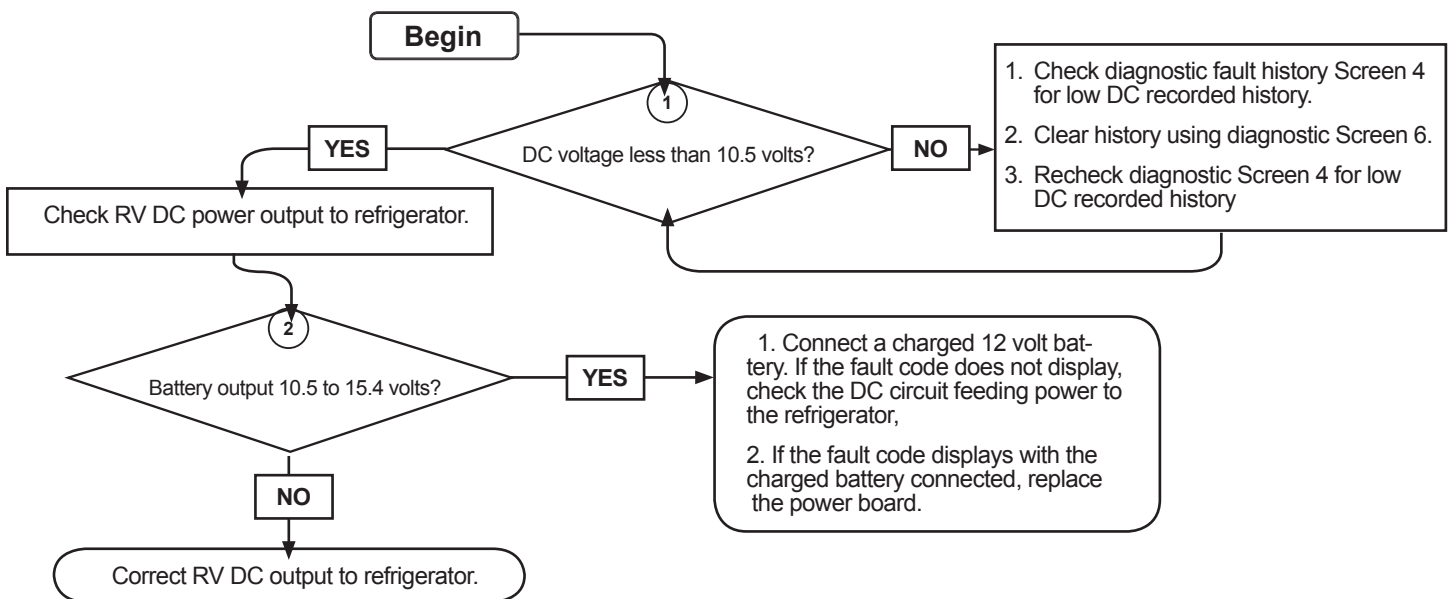 Begin
1
DC voltage less than 10.5 volts?
YES
NO
1. Check diagnostic fault history Screen 4
for low DC recorded history.
2. Clear history using diagnostic Screen 6.
3. Recheck diagnostic Screen 4 for low
DC recorded history
Check RV DC power output to refrigerator.
2
Battery output 10.5 to 15.4 volts?
YES
1. Connect a charged 12 volt bat-
tery. If the fault code does not display,
check the DC circuit feeding power to
the refrigerator,
2. If the fault code displays with the
charged battery connected, replace
the power board.
NO
Correct RV DC output to refrigerator.